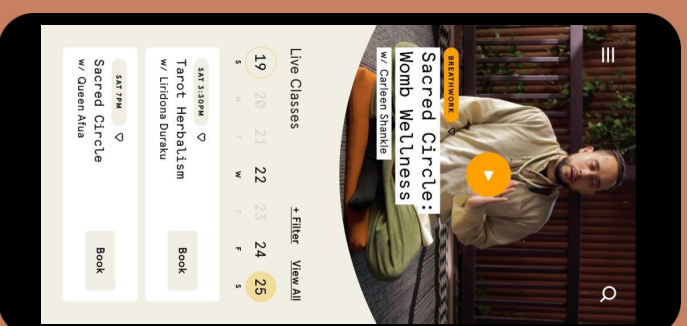 BREATHWORK
Sacred Circle:
Womb Wellness
w/ Carleen Shankle
Live Classes
+ Filter
View All
19 20 21 22 23 24 25
S M T W T F S
SAT 3:30PM
Tarot Herbalism
w/ Liridona Duraku
Book
SAT 7PM
Sacred Circle
w/ Queen Afua
Book